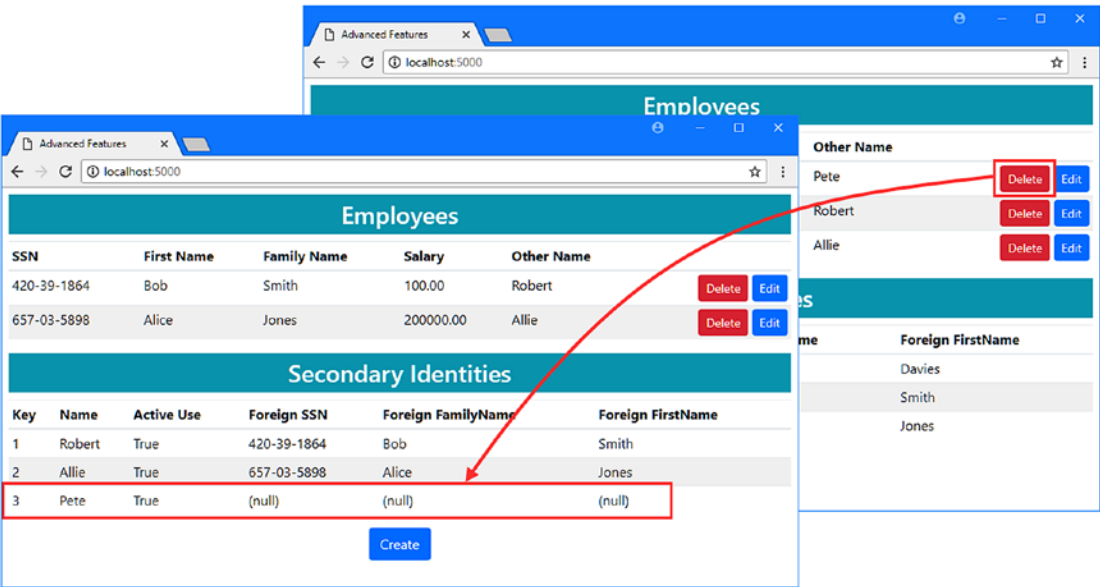 Advanced Features
localhost:5000
Employees
Other Name
Pete Delete Edit
Robert Delete Edit
Allie Delete Edit
Foreign FirstName
Davies
Smith
Jones
Advanced Features
localhost:5000
Employees
SSN First Name Family Name Salary Other Name
420-39-1864 Bob Smith 100.00 Robert Delete Edit
657-03-5898 Alice Jones 200000.00 Allie Delete Edit
Secondary Identities
Key Name Active Use Foreign SSN Foreign FamilyName Foreign FirstName
1 Robert True 420-39-1864 Bob Smith
2 Allie True 657-03-5898 Alice Jones
3 Pete True (null) (null) (null)
Create